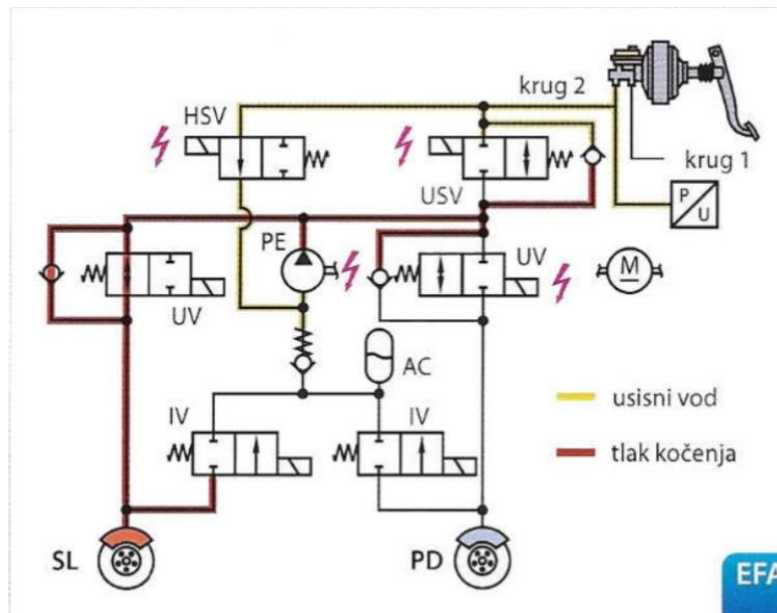 krug 2
HSV
krug 1
USV
P
U
PE
UV
M
UV
AC
IV
IV
usisni vod
tlak kočenja
SL
PD
EFA